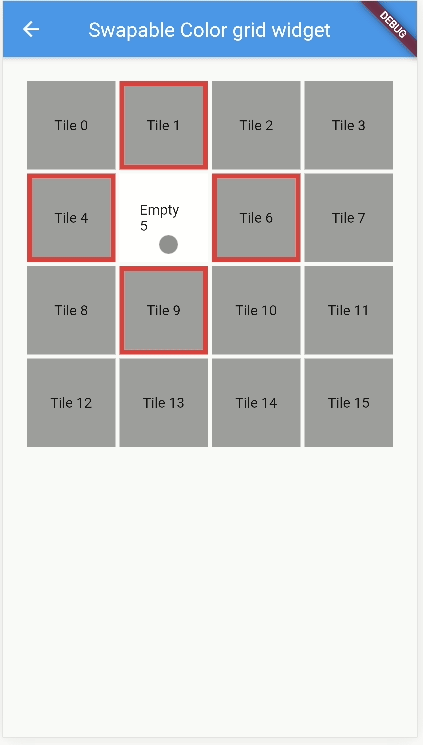 Swapable Color grid widget
DEBUG
Tile 0
Tile 1
Tile 2
Tile 3
Tile 4
Empty
5
Tile 6
Tile 7
Tile 8
Tile 9
Tile 10
Tile 11
Tile 12
Tile 13
Tile 14
Tile 15